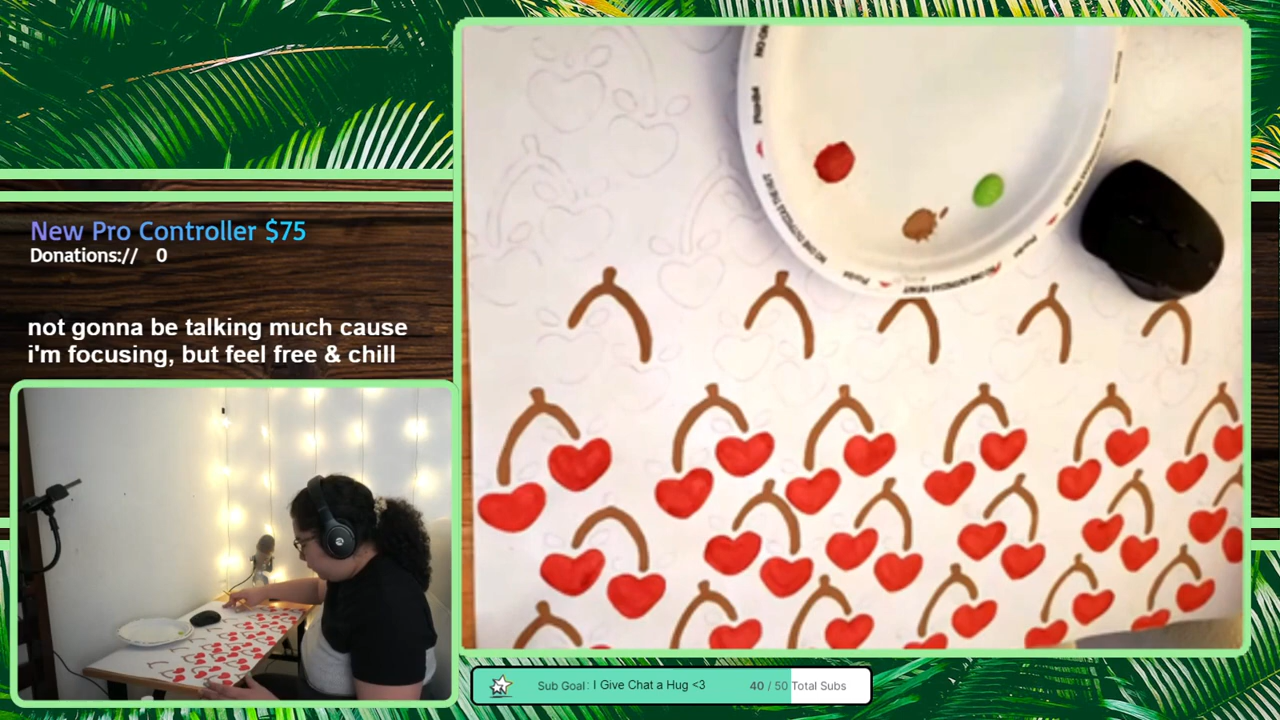 New Pro Controller $75
Donations:// 0
not gonna be talking much cause
i'm focusing, but feel free & chill
Sub Goal: I Give Chat a Hug <3 40 / 50 Total Subs